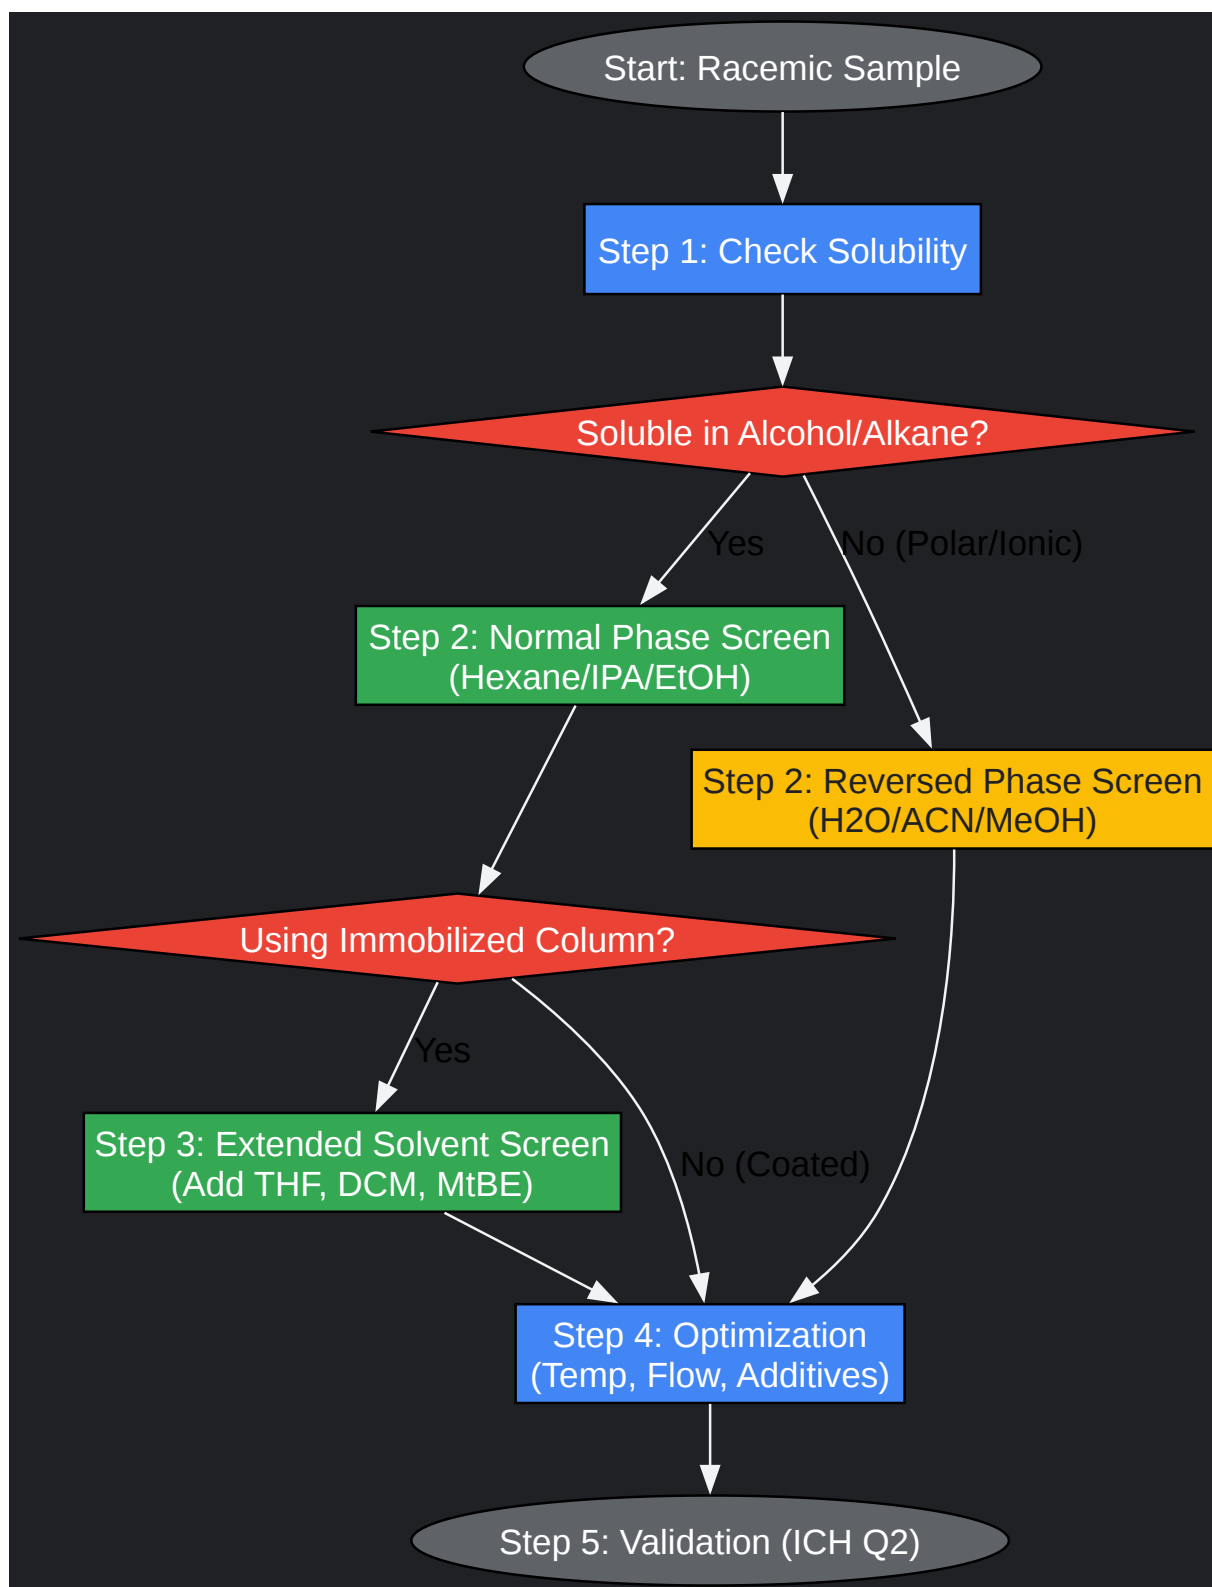 Start: Racemic Sample
Step 1: Check Solubility
Soluble in Alcohol/Alkane?
Yes
No (Polar/Ionic)
Step 2: Normal Phase Screen
(Hexane/IPA/EtOH)
Step 2: Reversed Phase Screen
(H2O/ACN/MeOH)
Using Immobilized Column?
Yes
Step 3: Extended Solvent Screen
(Add THF, DCM, MtBE)
No (Coated)
Step 4: Optimization
(Temp, Flow, Additives)
Step 5: Validation (ICH Q2)